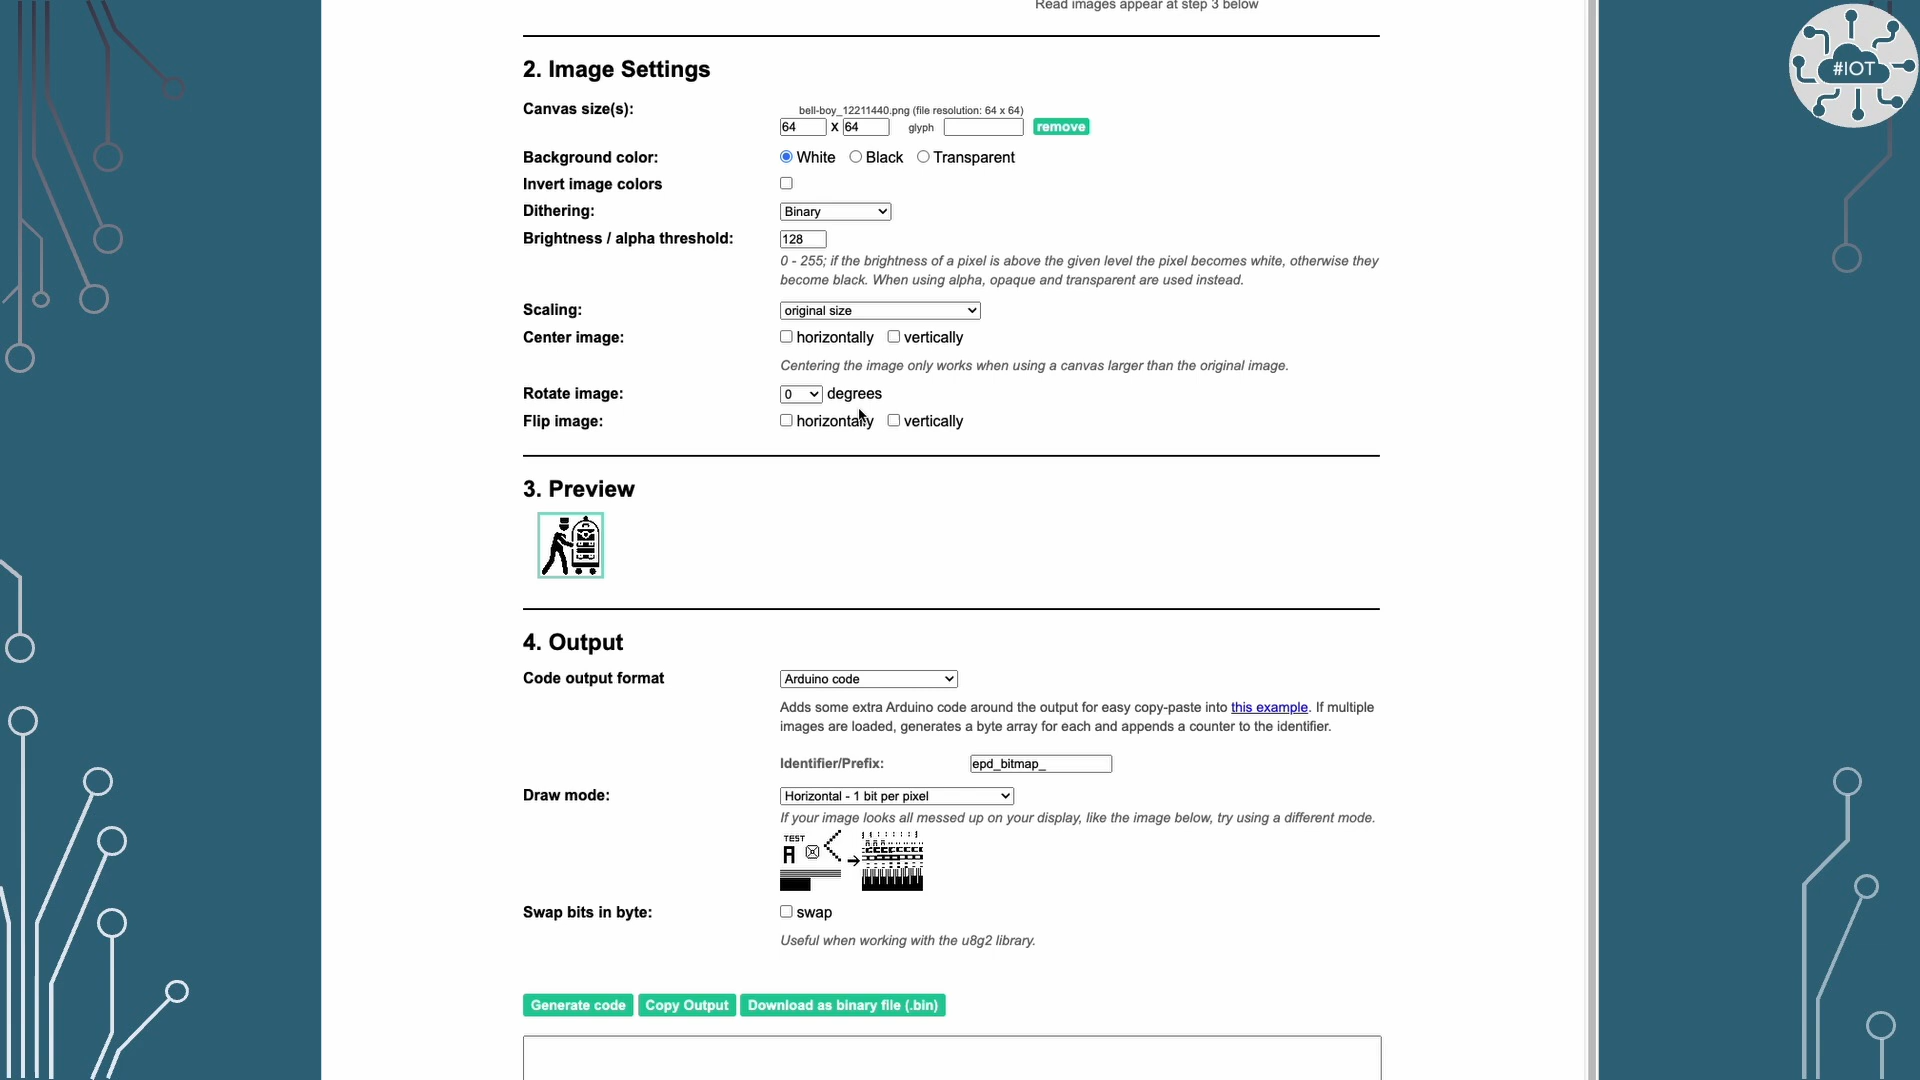 Read images appear at step 3 below
#IOT
2. Image Settings
Canvas size(s):
bell-boy_12211440.png (file resolution: 64 x 64)
64 x 64 glyph remove
Background color: White Black Transparent
Invert image colors
Dithering: Binary
Brightness / alpha threshold: 128
0 - 255; if the brightness of a pixel is above the given level the pixel becomes white, otherwise they
become black. When using alpha, opaque and transparent are used instead.
Scaling: original size
Center image: horizontally vertically
Centering the image only works when using a canvas larger than the original image.
Rotate image: 0 degrees
Flip image: horizontally vertically
3. Preview
4. Output
Code output format Arduino code
Adds some extra Arduino code around the output for easy copy-paste into this example. If multiple
images are loaded, generates a byte array for each and appends a counter to the identifier.
Identifier/Prefix: epd_bitmap_
Draw mode: Horizontal - 1 bit per pixel
If your image looks all messed up on your display, like the image below, try using a different mode.
TEST
A
Swap bits in byte: swap
Useful when working with the u8g2 library.
Generate code Copy Output Download as binary file (.bin)